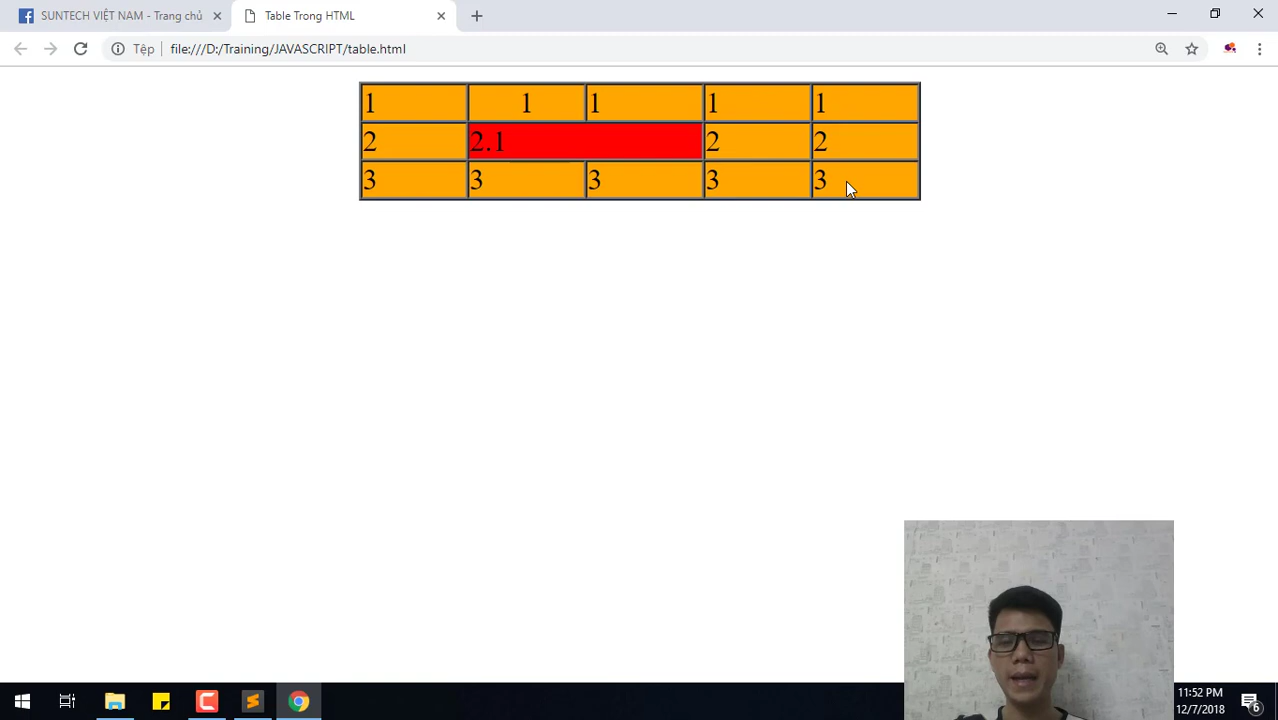 SUNTECH VIỆT NAM - Trang chủ
Table Trong HTML
Tệp
file:///D:/Training/JAVASCRIPT/table.html
1 1 1 1 1
2 2.1 2 2
3 3 3 3 3
11:52 PM
12/7/2018
6